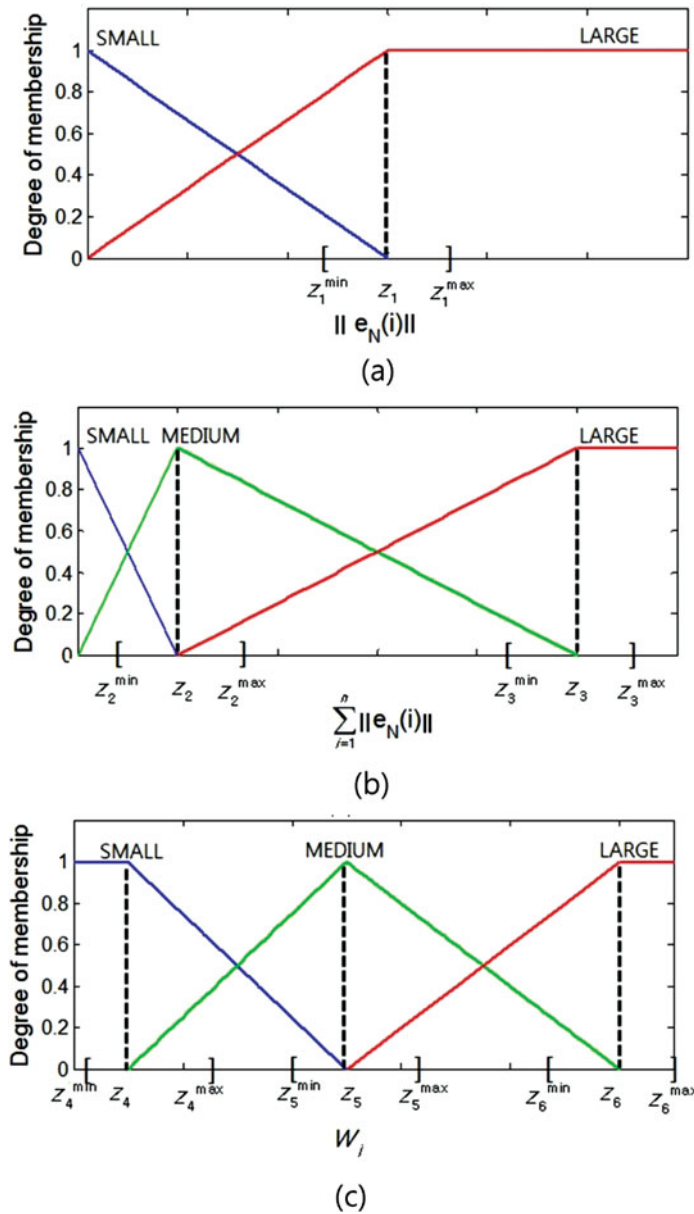 SMALL LARGE
1
0.8
0.6
0.4
0.2
0
Degree of membership
[ ]
z₁ᵐⁱⁿ z₁ z₁ᵐᵃˣ
|| e_N(i)||
(a)
SMALL MEDIUM LARGE
1
0.8
0.6
0.4
0.2
0
Degree of membership
[ ] [ ]
z₂ᵐⁱⁿ z₂ z₂ᵐᵃˣ z₃ᵐⁱⁿ z₃ z₃ᵐᵃˣ
n
∑ ||e_N(i)||
i=1
(b)
SMALL MEDIUM LARGE
1
0.8
0.6
0.4
0.2
0
Degree of membership
[ ] [ ] [ ]
z₄ᵐⁱⁿ z₄ z₄ᵐᵃˣ z₅ᵐⁱⁿ z₅ z₅ᵐᵃˣ z₆ᵐⁱⁿ z₆ z₆ᵐᵃˣ
W_i
(c)